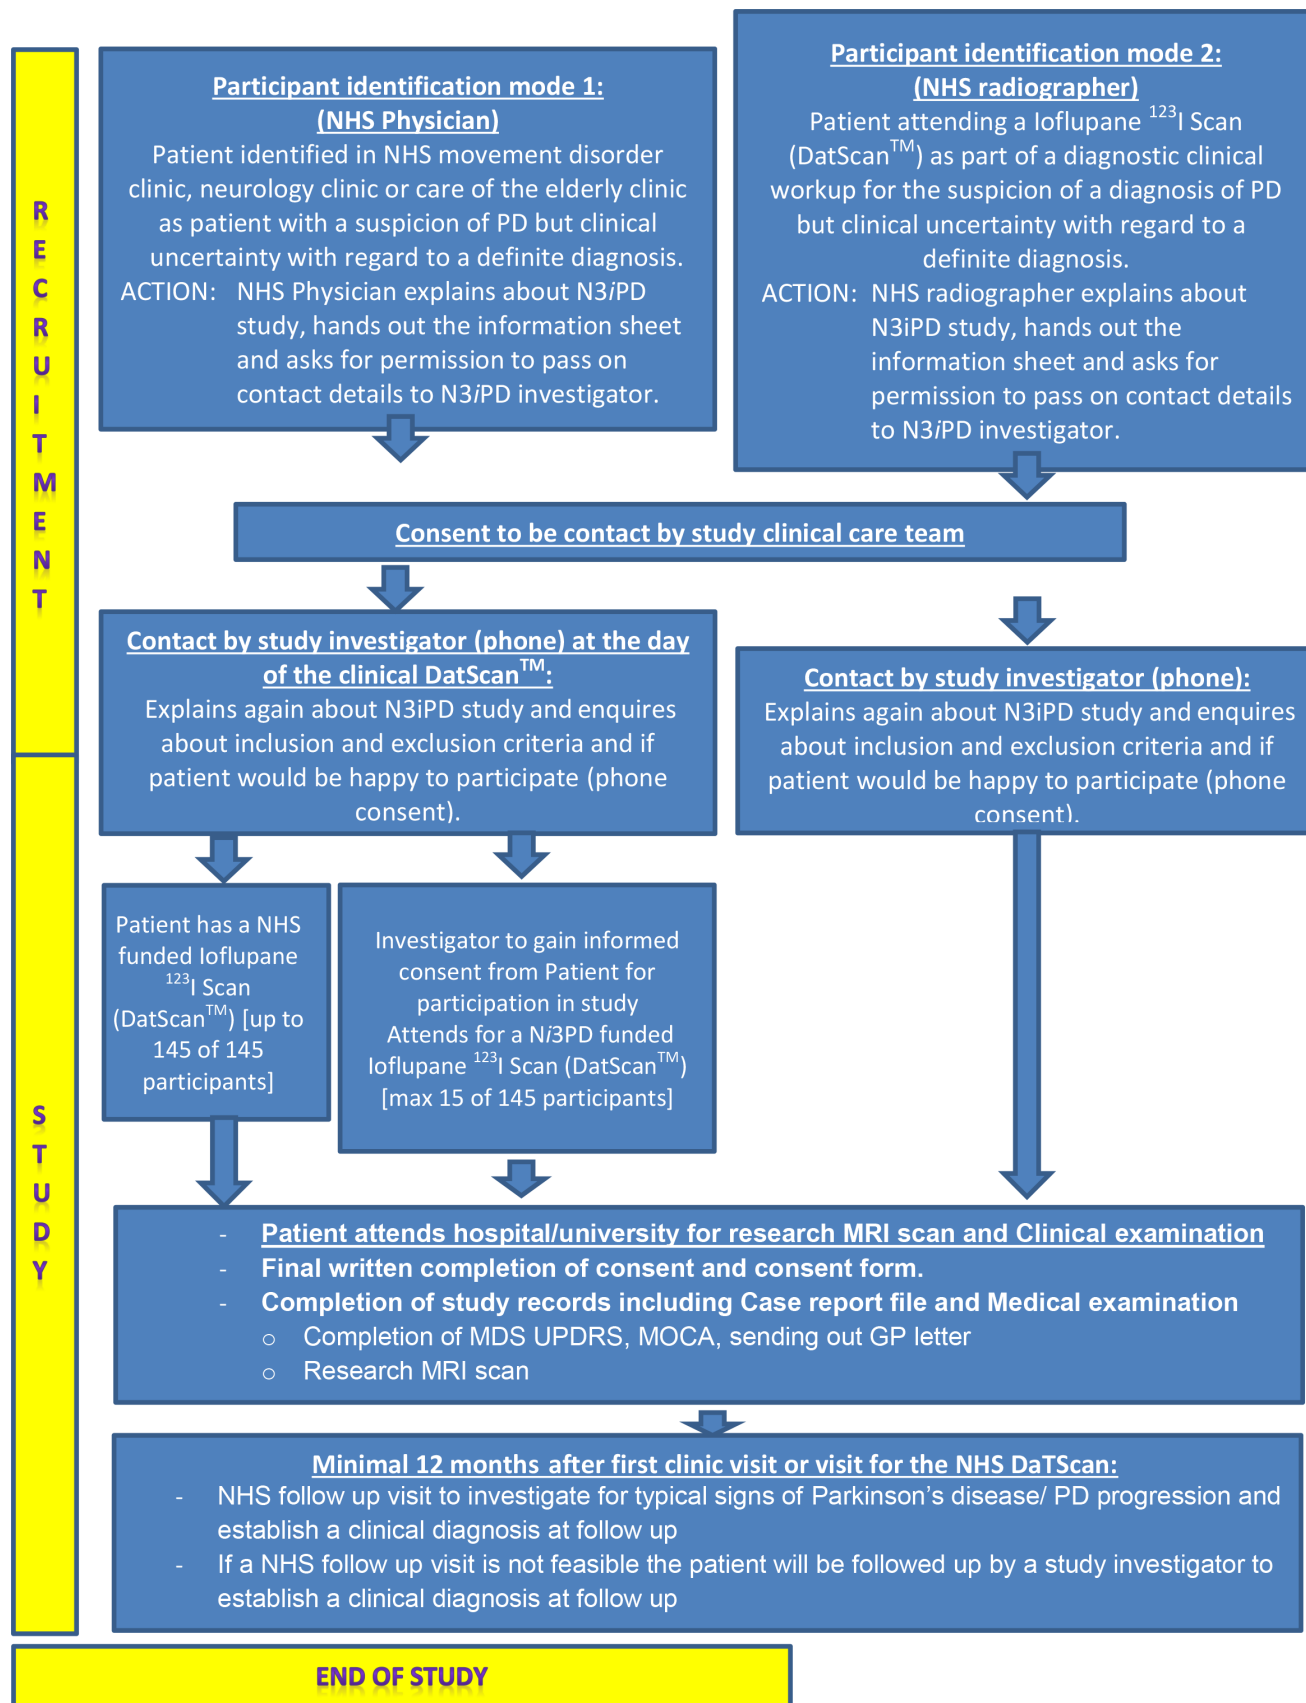 RECRUITMENT
Participant identification mode 1:
(NHS Physician)
Patient identified in NHS movement disorder
clinic, neurology clinic or care of the elderly clinic
as patient with a suspicion of PD but clinical
uncertainty with regard to a definite diagnosis.
ACTION: NHS Physician explains about N3iPD
study, hands out the information sheet
and asks for permission to pass on
contact details to N3iPD investigator.
Participant identification mode 2:
(NHS radiographer)
Patient attending a Ioflupane 123I Scan
(DatScanTM) as part of a diagnostic clinical
workup for the suspicion of a diagnosis of PD
but clinical uncertainty with regard to a
definite diagnosis.
ACTION: NHS radiographer explains about
N3iPD study, hands out the
information sheet and asks for
permission to pass on contact details
to N3iPD investigator.
Consent to be contact by study clinical care team
Contact by study investigator (phone) at the day
of the clinical DatScanTM:
Explains again about N3iPD study and enquires
about inclusion and exclusion criteria and if
patient would be happy to participate (phone
consent).
Contact by study investigator (phone):
Explains again about N3iPD study and enquires
about inclusion and exclusion criteria and if
patient would be happy to participate (phone
consent).
STUDY
Patient has a NHS
funded Ioflupane
123I Scan
(DatScanTM) [up to
145 of 145
participants]
Investigator to gain informed
consent from Patient for
participation in study
Attends for a Ni3PD funded
Ioflupane 123I Scan (DatScanTM)
[max 15 of 145 participants]
- Patient attends hospital/university for research MRI scan and Clinical examination
- Final written completion of consent and consent form.
- Completion of study records including Case report file and Medical examination
o Completion of MDS UPDRS, MOCA, sending out GP letter
o Research MRI scan
Minimal 12 months after first clinic visit or visit for the NHS DaTScan:
- NHS follow up visit to investigate for typical signs of Parkinson's disease/ PD progression and
establish a clinical diagnosis at follow up
- If a NHS follow up visit is not feasible the patient will be followed up by a study investigator to
establish a clinical diagnosis at follow up
END OF STUDY